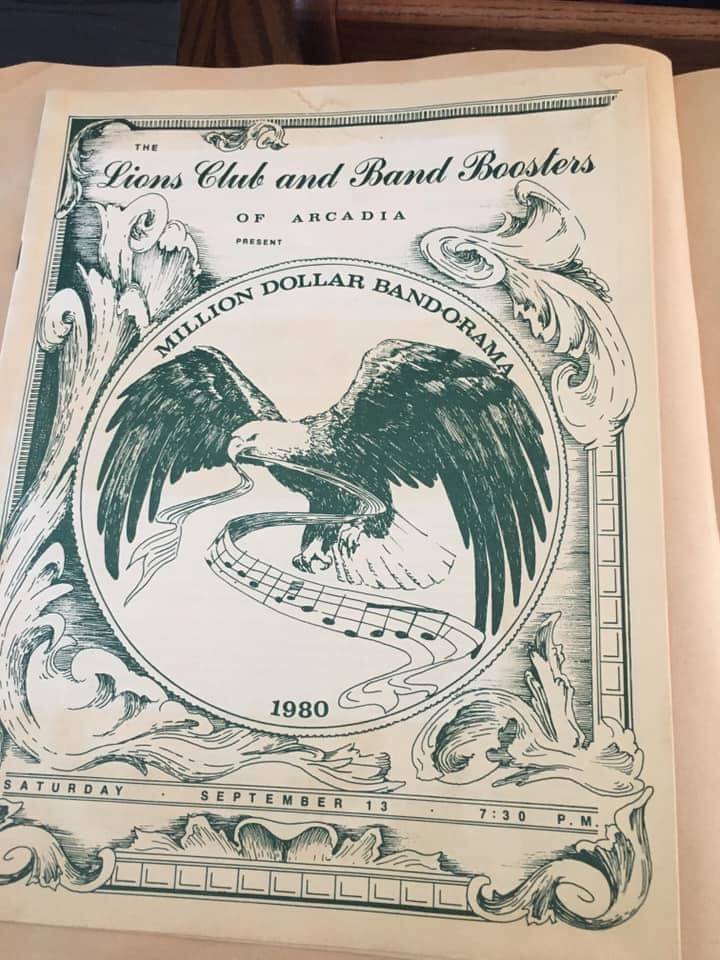 THE
Lions Club and Band Boosters
OF ARCADIA
PRESENT
MILLION DOLLAR BANDORAMA
1980
SATURDAY · SEPTEMBER 13 · 7:30 P.M.